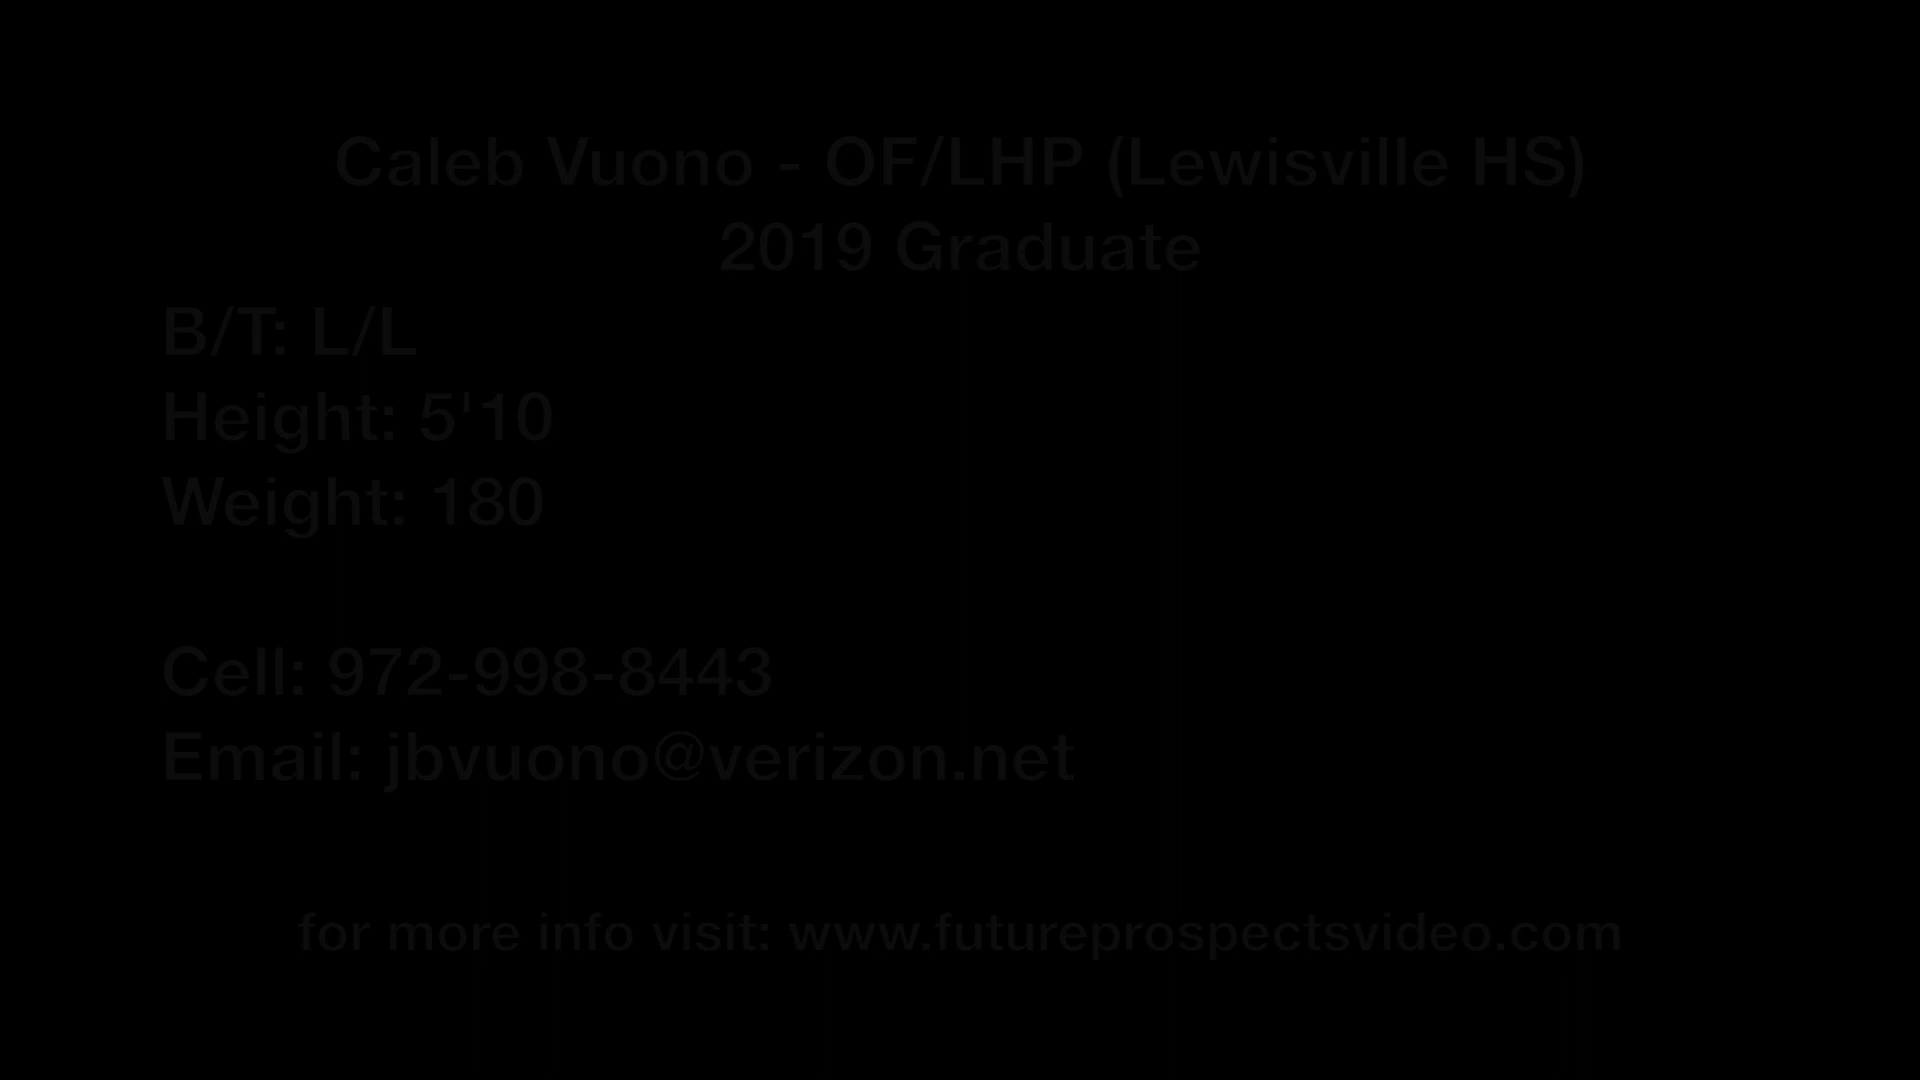 Caleb Vuono - OF/LHP (Lewisville HS)
2019 Graduate
B/T: L/L
Height: 5'10
Weight: 180
Cell: 972-998-8443
Email: jbvuono@verizon.net
for more info visit: www.futureprospectsvideo.com